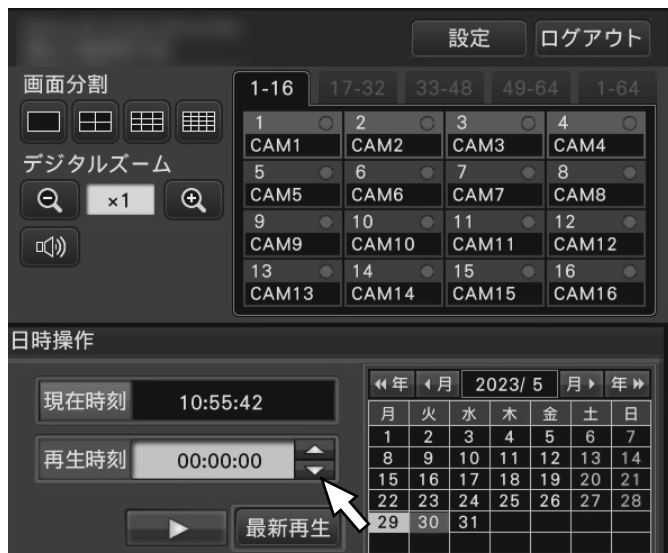 設定 ログアウト
画面分割
1-16 17-32 33-48 49-64 1-64
1 2 3 4
CAM1 CAM2 CAM3 CAM4
デジタルズーム
5 6 7 8
×1 CAM5 CAM6 CAM7 CAM8
9 10 11 12
CAM9 CAM10 CAM11 CAM12
13 14 15 16
CAM13 CAM14 CAM15 CAM16
日時操作
現在時刻 10:55:42
再生時刻 00:00:00
最新再生
年 月 2023/ 5 月 年
月 火 水 木 金 土 日
1 2 3 4 5 6 7
8 9 10 11 12 13 14
15 16 17 18 19 20 21
22 23 24 25 26 27 28
29 30 31